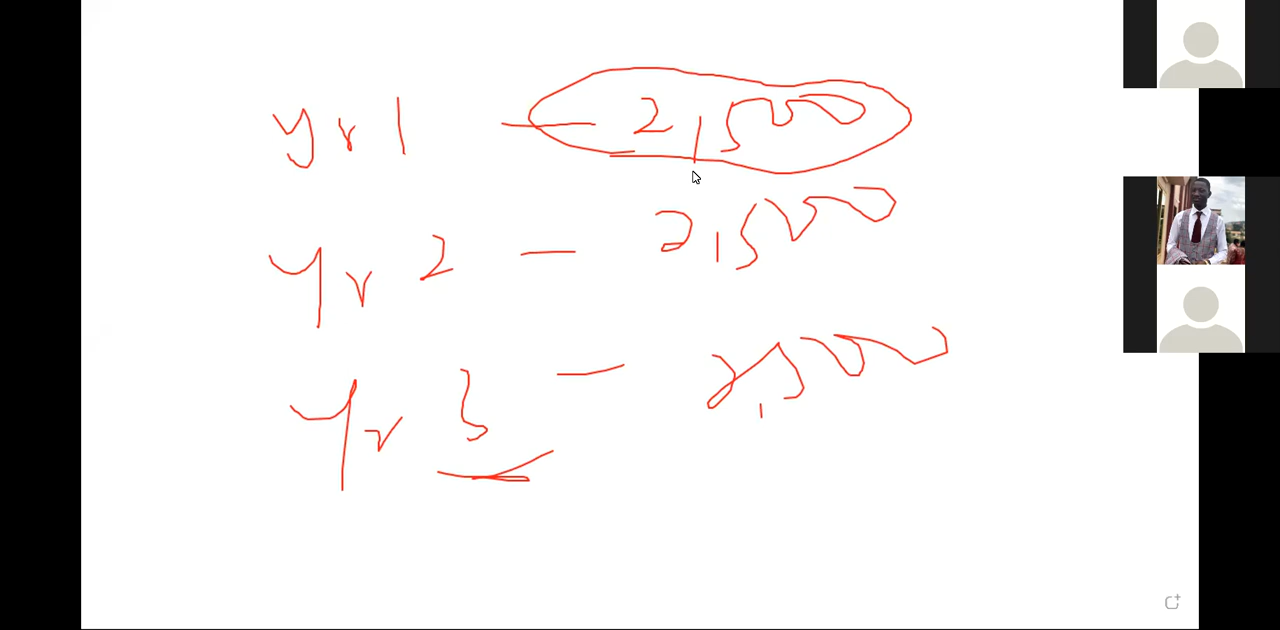 yr 1 — 2,500
yr 2 — 2,500
yr 3 — 2,500